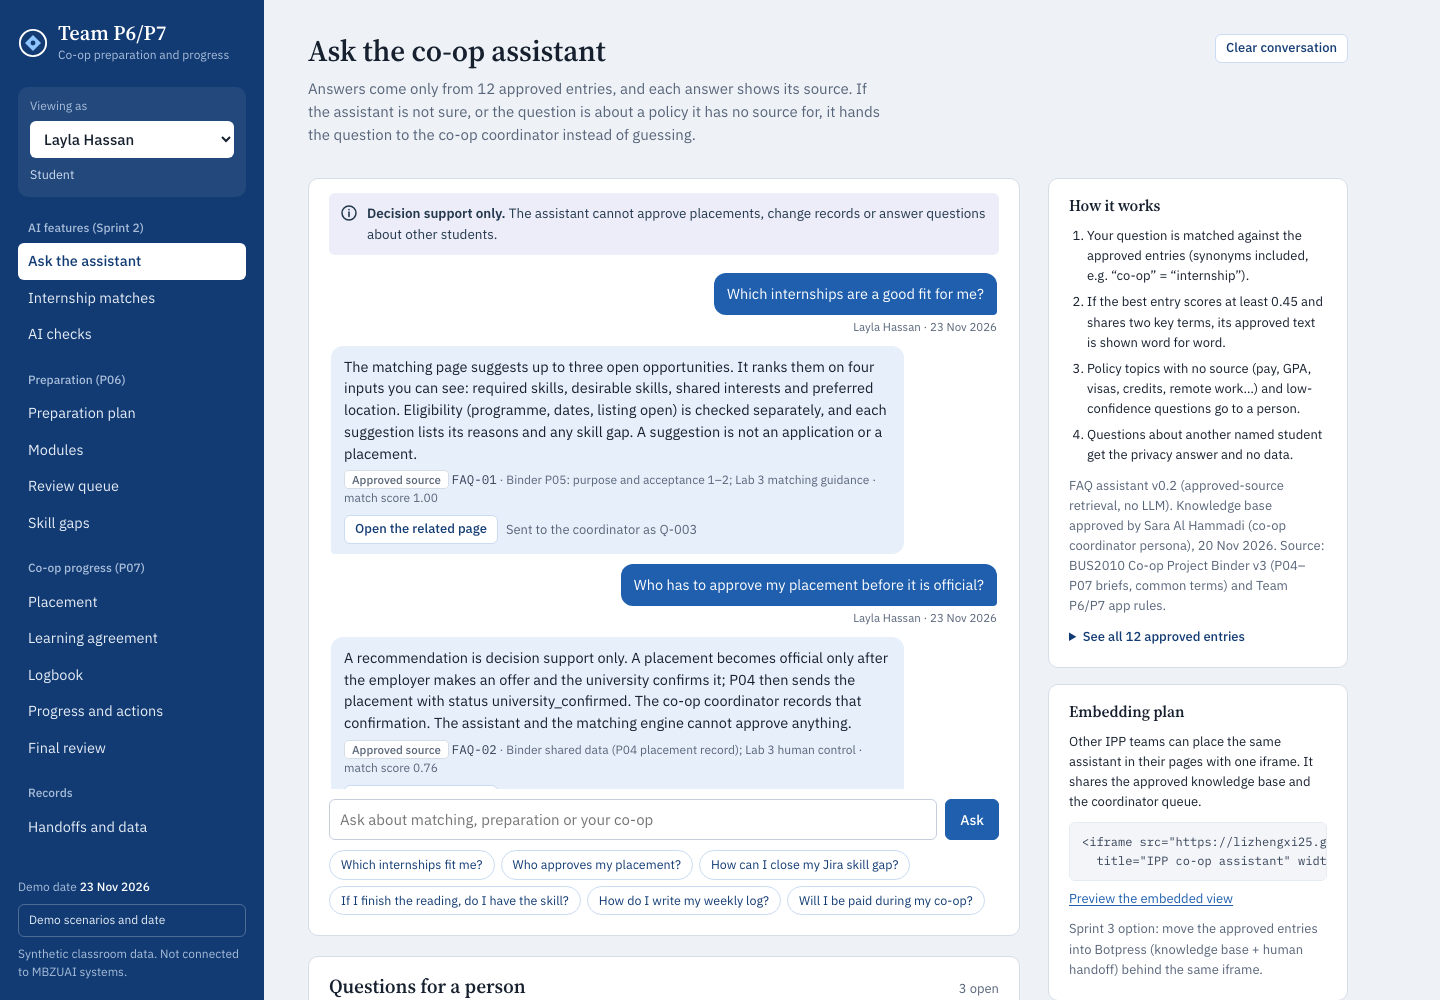 Team P6/P7
Co-op preparation and progress
Viewing as
Layla Hassan
Student
AI features (Sprint 2)
Ask the assistant
Internship matches
AI checks
Preparation (P06)
Preparation plan
Modules
Review queue
Skill gaps
Co-op progress (P07)
Placement
Learning agreement
Logbook
Progress and actions
Final review
Records
Handoffs and data
Demo date 23 Nov 2026
Demo scenarios and date
Synthetic classroom data. Not connected
to MBZUAI systems.
Ask the co-op assistant
Clear conversation
Answers come only from 12 approved entries, and each answer shows its source. If
the assistant is not sure, or the question is about a policy it has no source for, it hands
the question to the co-op coordinator instead of guessing.
Decision support only. The assistant cannot approve placements, change records or answer questions
about other students.
Which internships are a good fit for me?
Layla Hassan · 23 Nov 2026
The matching page suggests up to three open opportunities. It ranks them on four
inputs you can see: required skills, desirable skills, shared interests and preferred
location. Eligibility (programme, dates, listing open) is checked separately, and each
suggestion lists its reasons and any skill gap. A suggestion is not an application or a
placement.
Approved source FAQ-01 · Binder P05: purpose and acceptance 1–2; Lab 3 matching guidance ·
match score 1.00
Open the related page Sent to the coordinator as Q-003
Who has to approve my placement before it is official?
Layla Hassan · 23 Nov 2026
A recommendation is decision support only. A placement becomes official only after
the employer makes an offer and the university confirms it; P04 then sends the
placement with status university_confirmed. The co-op coordinator records that
confirmation. The assistant and the matching engine cannot approve anything.
Approved source FAQ-02 · Binder shared data (P04 placement record); Lab 3 human control ·
match score 0.76
Ask about matching, preparation or your co-op
Ask
Which internships fit me?
Who approves my placement?
How can I close my Jira skill gap?
If I finish the reading, do I have the skill?
How do I write my weekly log?
Will I be paid during my co-op?
Questions for a person
3 open
How it works
1. Your question is matched against the
approved entries (synonyms included,
e.g. “co-op” = “internship”).
2. If the best entry scores at least 0.45 and
shares two key terms, its approved text
is shown word for word.
3. Policy topics with no source (pay, GPA,
visas, credits, remote work…) and low-
confidence questions go to a person.
4. Questions about another named student
get the privacy answer and no data.
FAQ assistant v0.2 (approved-source
retrieval, no LLM). Knowledge base
approved by Sara Al Hammadi (co-op
coordinator persona), 20 Nov 2026. Source:
BUS2010 Co-op Project Binder v3 (P04–
P07 briefs, common terms) and Team
P6/P7 app rules.
See all 12 approved entries
Embedding plan
Other IPP teams can place the same
assistant in their pages with one iframe. It
shares the approved knowledge base and
the coordinator queue.
<iframe src="https://lizhengxi25.g
title="IPP co-op assistant" widt
Preview the embedded view
Sprint 3 option: move the approved entries
into Botpress (knowledge base + human
handoff) behind the same iframe.